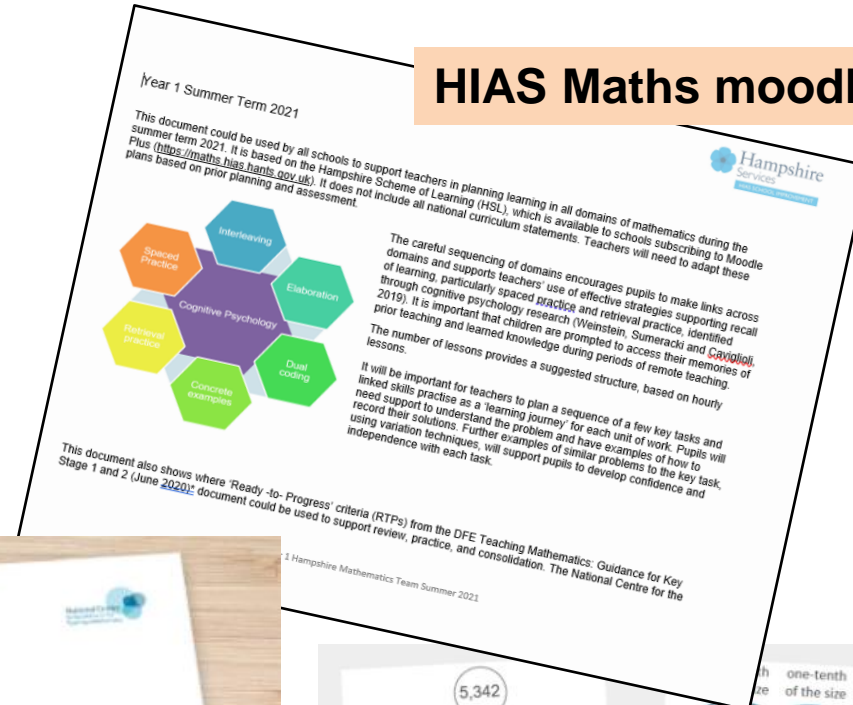 HIAS Maths moodl
Year 1 Summer Term 2021
Hampshire
Services
HIAS SCHOOL IMPROVEMENT
This document could be used by all schools to support teachers in planning learning in all domains of mathematics during the
summer term 2021. It is based on the Hampshire Scheme of Learning (HSL), which is available to schools subscribing to Moodle
Plus (https://maths.hias.hants.gov.uk). It does not include all national curriculum statements. Teachers will need to adapt these
plans based on prior planning and assessment.
Interleaving
Spaced
Practice
Elaboration
Cognitive Psychology
Retrieval
practice
Dual
coding
Concrete
examples
The careful sequencing of domains encourages pupils to make links across
domains and supports teachers' use of effective strategies supporting recall
of learning, particularly spaced practice and retrieval practice, identified
through cognitive psychology research (Weinstein, Sumeracki and Caviglioli,
2019). It is important that children are prompted to access their memories of
prior teaching and learned knowledge during periods of remote teaching.
The number of lessons provides a suggested structure, based on hourly
lessons.
It will be important for teachers to plan a sequence of a few key tasks and
linked skills practise as a 'learning journey' for each unit of work. Pupils will
need support to understand the problem and have examples of how to
record their solutions. Further examples of similar problems to the key task,
using variation techniques, will support pupils to develop confidence and
independence with each task.
This document also shows where 'Ready -to- Progress' criteria (RTPs) from the DFE Teaching Mathematics: Guidance for Key
Stage 1 and 2 (June 2020)* document could be used to support review, practice, and consolidation. The National Centre for the
1 Hampshire Mathematics Team Summer 2021
5,342
th one-tenth
ze of the size